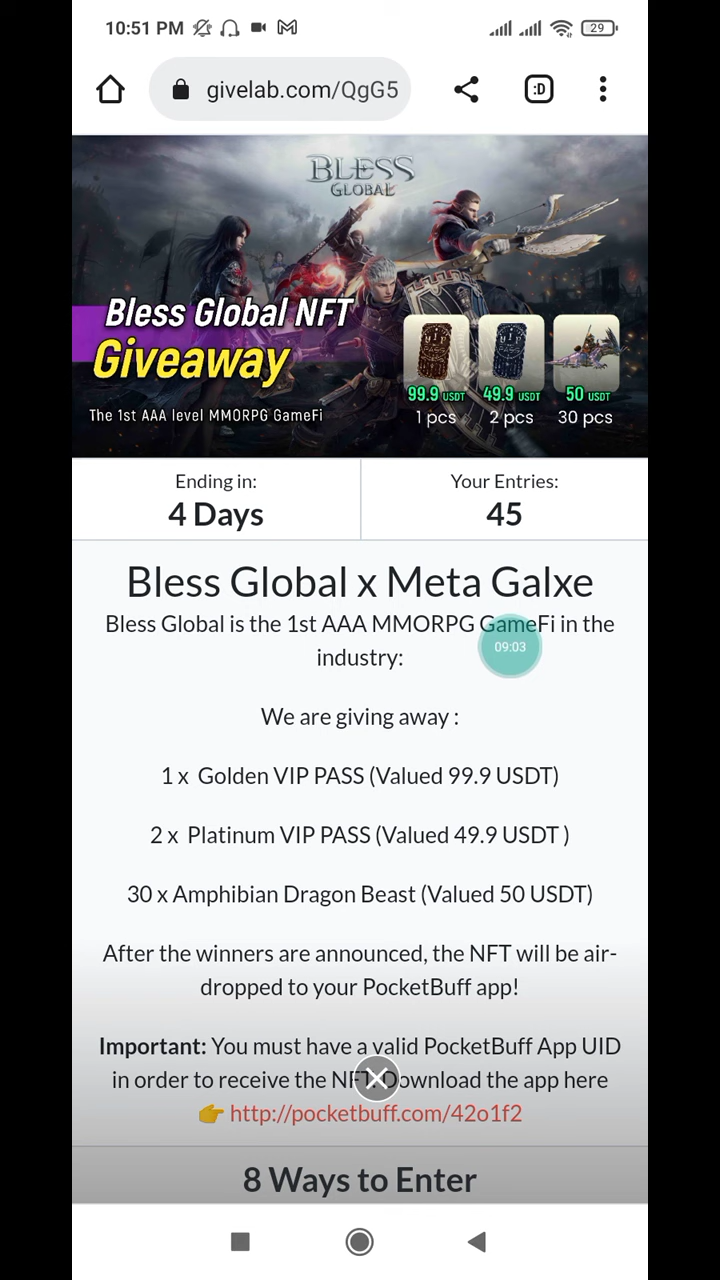 10:51 PM
29
givelab.com/QgG5
:D
BLESS
GLOBAL
Bless Global NFT
Giveaway
The 1st AAA level MMORPG GameFi
VIP PASS
VIP PASS
99.9 USDT
49.9 USDT
50 USDT
1 pcs
2 pcs
30 pcs
Ending in:
4 Days
Your Entries:
45
Bless Global x Meta Galxe
Bless Global is the 1st AAA MMORPG GameFi in the
industry:
09:03
We are giving away :
1 x Golden VIP PASS (Valued 99.9 USDT)
2 x Platinum VIP PASS (Valued 49.9 USDT )
30 x Amphibian Dragon Beast (Valued 50 USDT)
After the winners are announced, the NFT will be air-
dropped to your PocketBuff app!
Important: You must have a valid PocketBuff App UID
in order to receive the NFT. Download the app here
👉 http://pocketbuff.com/42o1f2
8 Ways to Enter